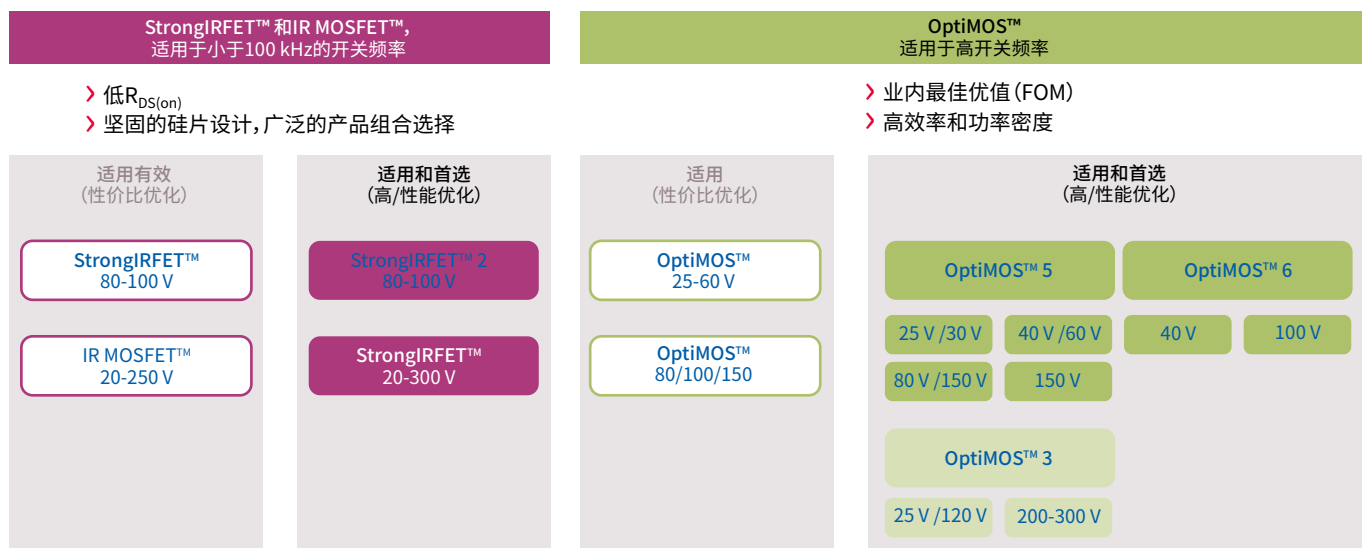 StrongIRFET™ 和IR MOSFET™,
适用于小于100 kHz的开关频率
OptiMOS™
适用于高开关频率
低RDS(on)
坚固的硅片设计,广泛的产品组合选择
业内最佳优值(FOM)
高效率和功率密度
适用有效
(性价比优化)
StrongIRFET™
80-100 V
IR MOSFET™
20-250 V
适用和首选
(高/性能优化)
StrongIRFET™ 2
80-100 V
StrongIRFET™
20-300 V
适用
(性价比优化)
OptiMOS™
25-60 V
OptiMOS™
80/100/150
适用和首选
(高/性能优化)
OptiMOS™ 5
OptiMOS™ 6
25 V /30 V
40 V /60 V
40 V
100 V
80 V /150 V
150 V
OptiMOS™ 3
25 V /120 V
200-300 V